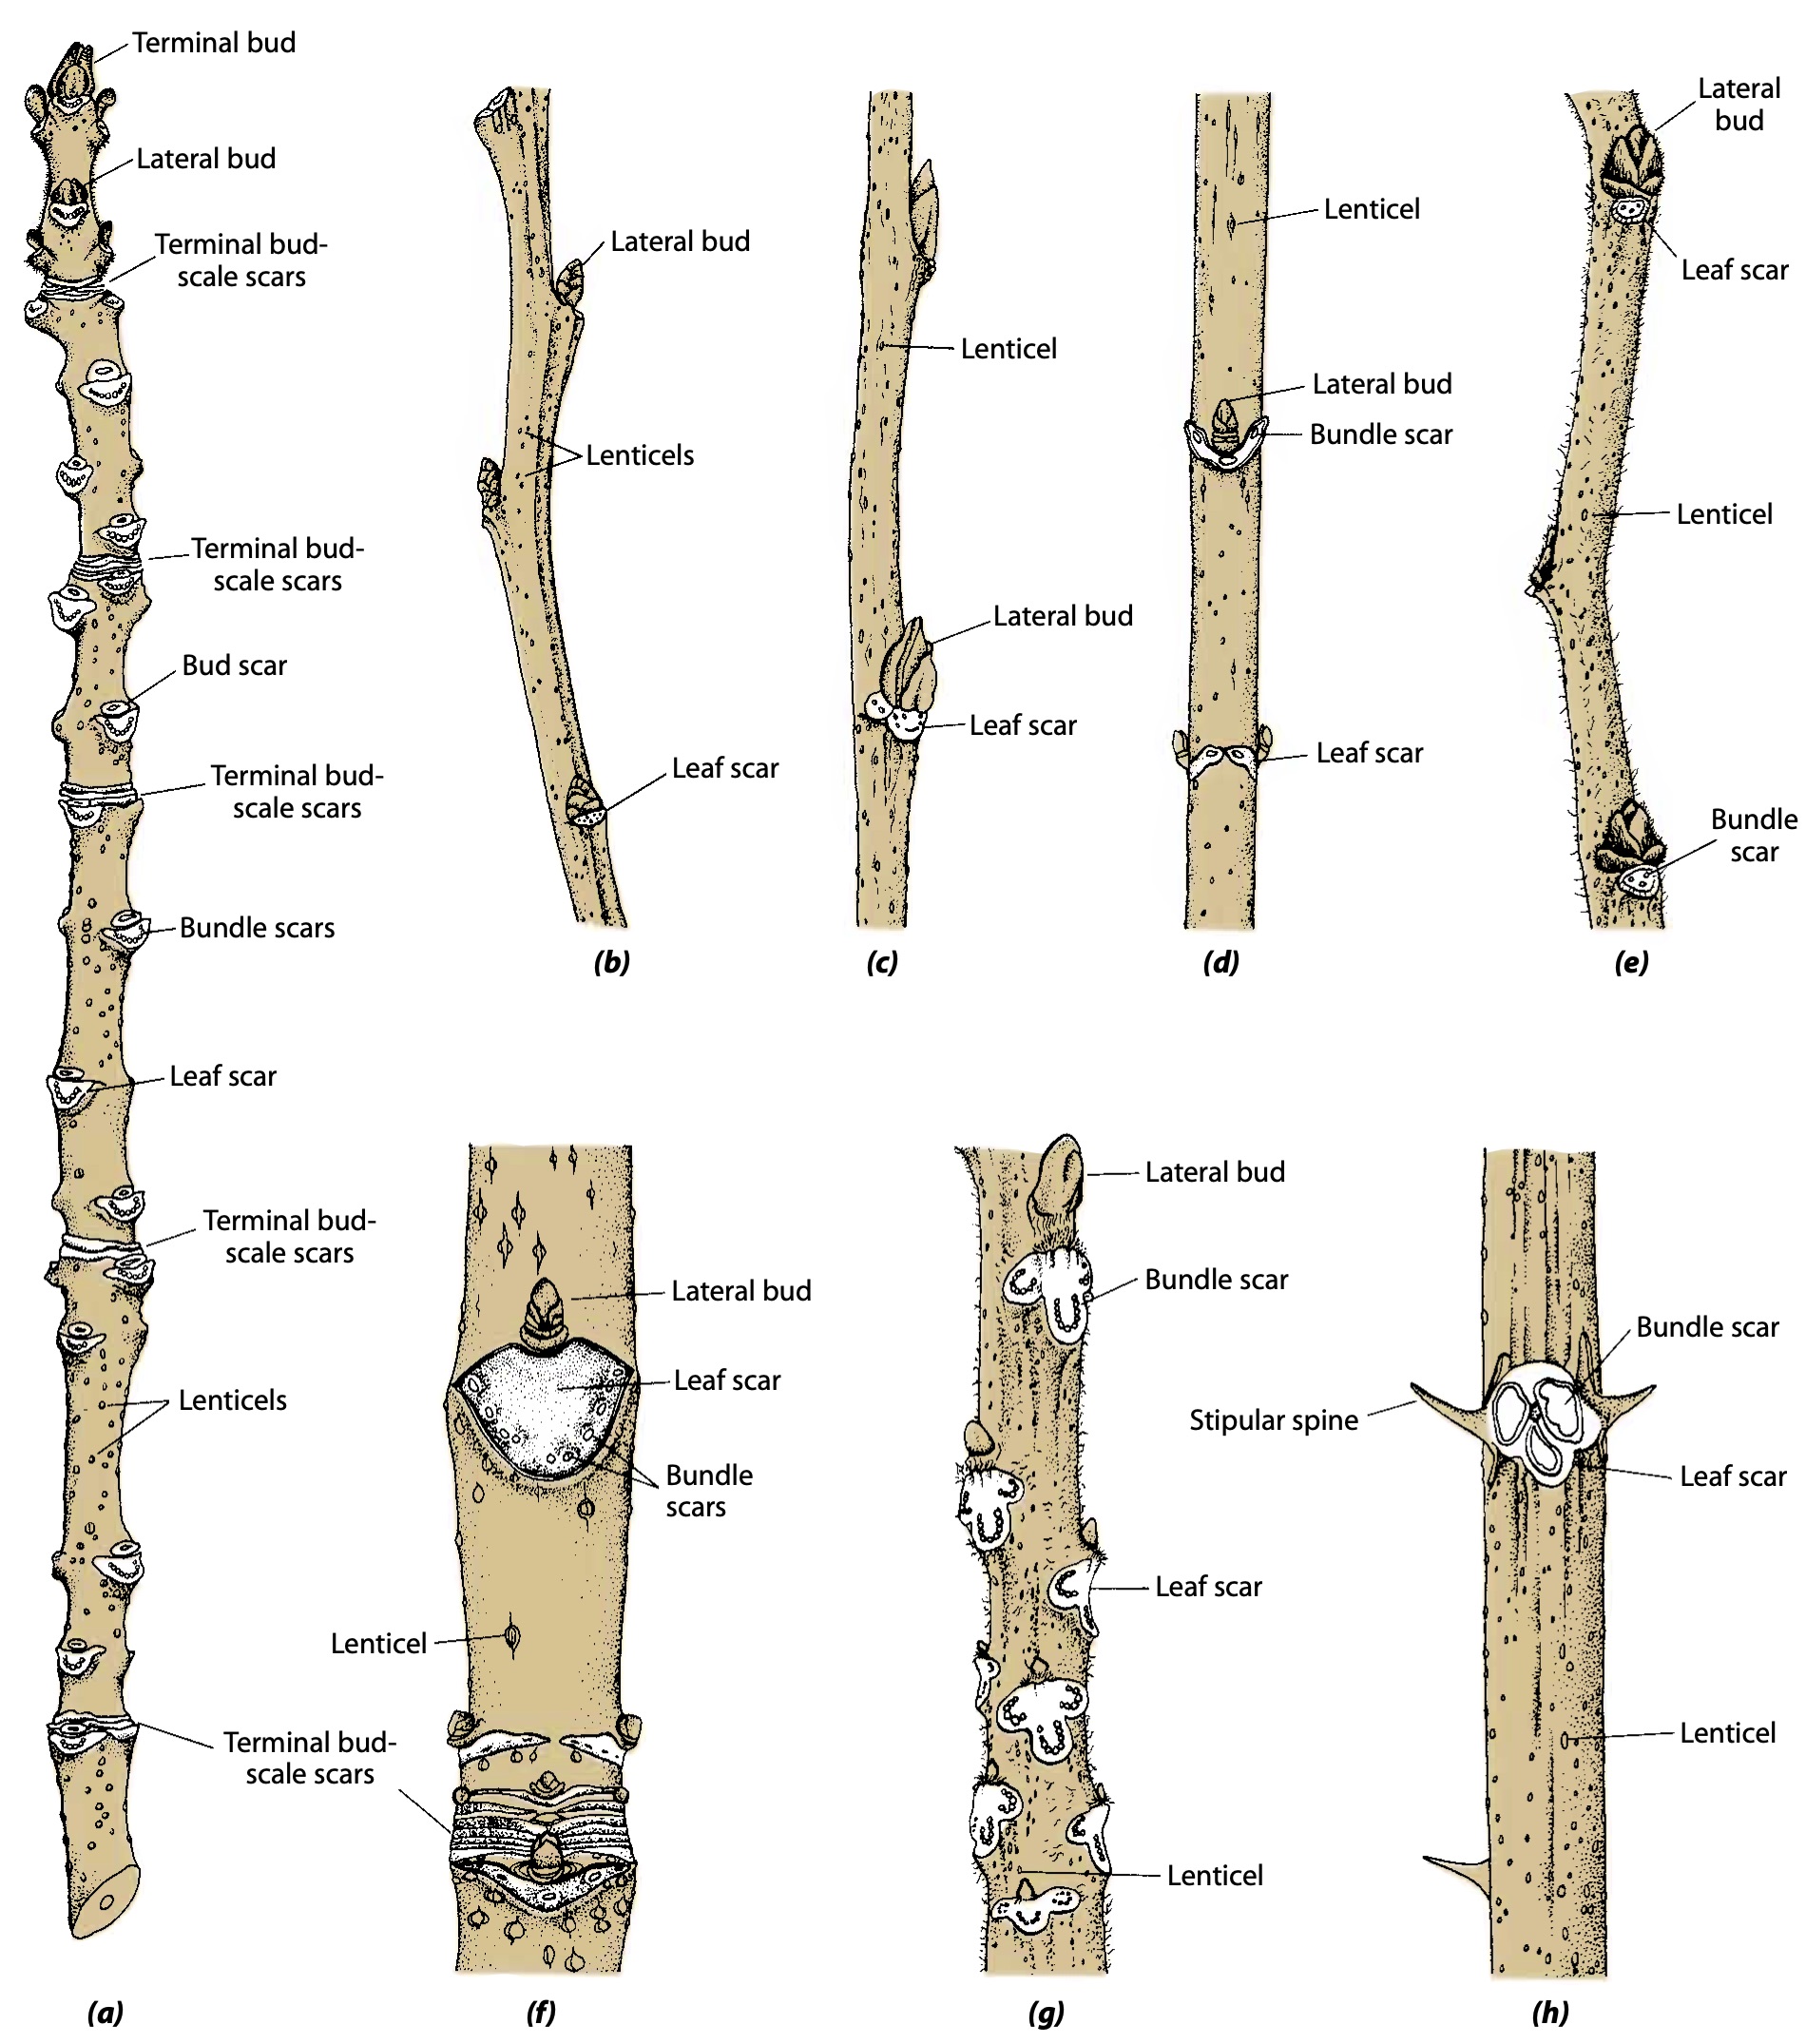 Terminal bud
Lateral bud
Terminal bud-
scale scars
Terminal bud-
scale scars
Bud scar
Terminal bud-
scale scars
Bundle scars
Leaf scar
Terminal bud-
scale scars
Lenticels
Terminal bud-
scale scars
(a)
Lateral bud
Lenticels
Leaf scar
(b)
Lenticel
Lateral bud
Leaf scar
(c)
Lenticel
Lateral bud
Bundle scar
Leaf scar
(d)
Lateral
bud
Leaf scar
Lenticel
Bundle
scar
(e)
Lateral bud
Leaf scar
Bundle
scars
Lenticel
(f)
Lateral bud
Bundle scar
Leaf scar
Lenticel
(g)
Bundle scar
Stipular spine
Leaf scar
Lenticel
(h)